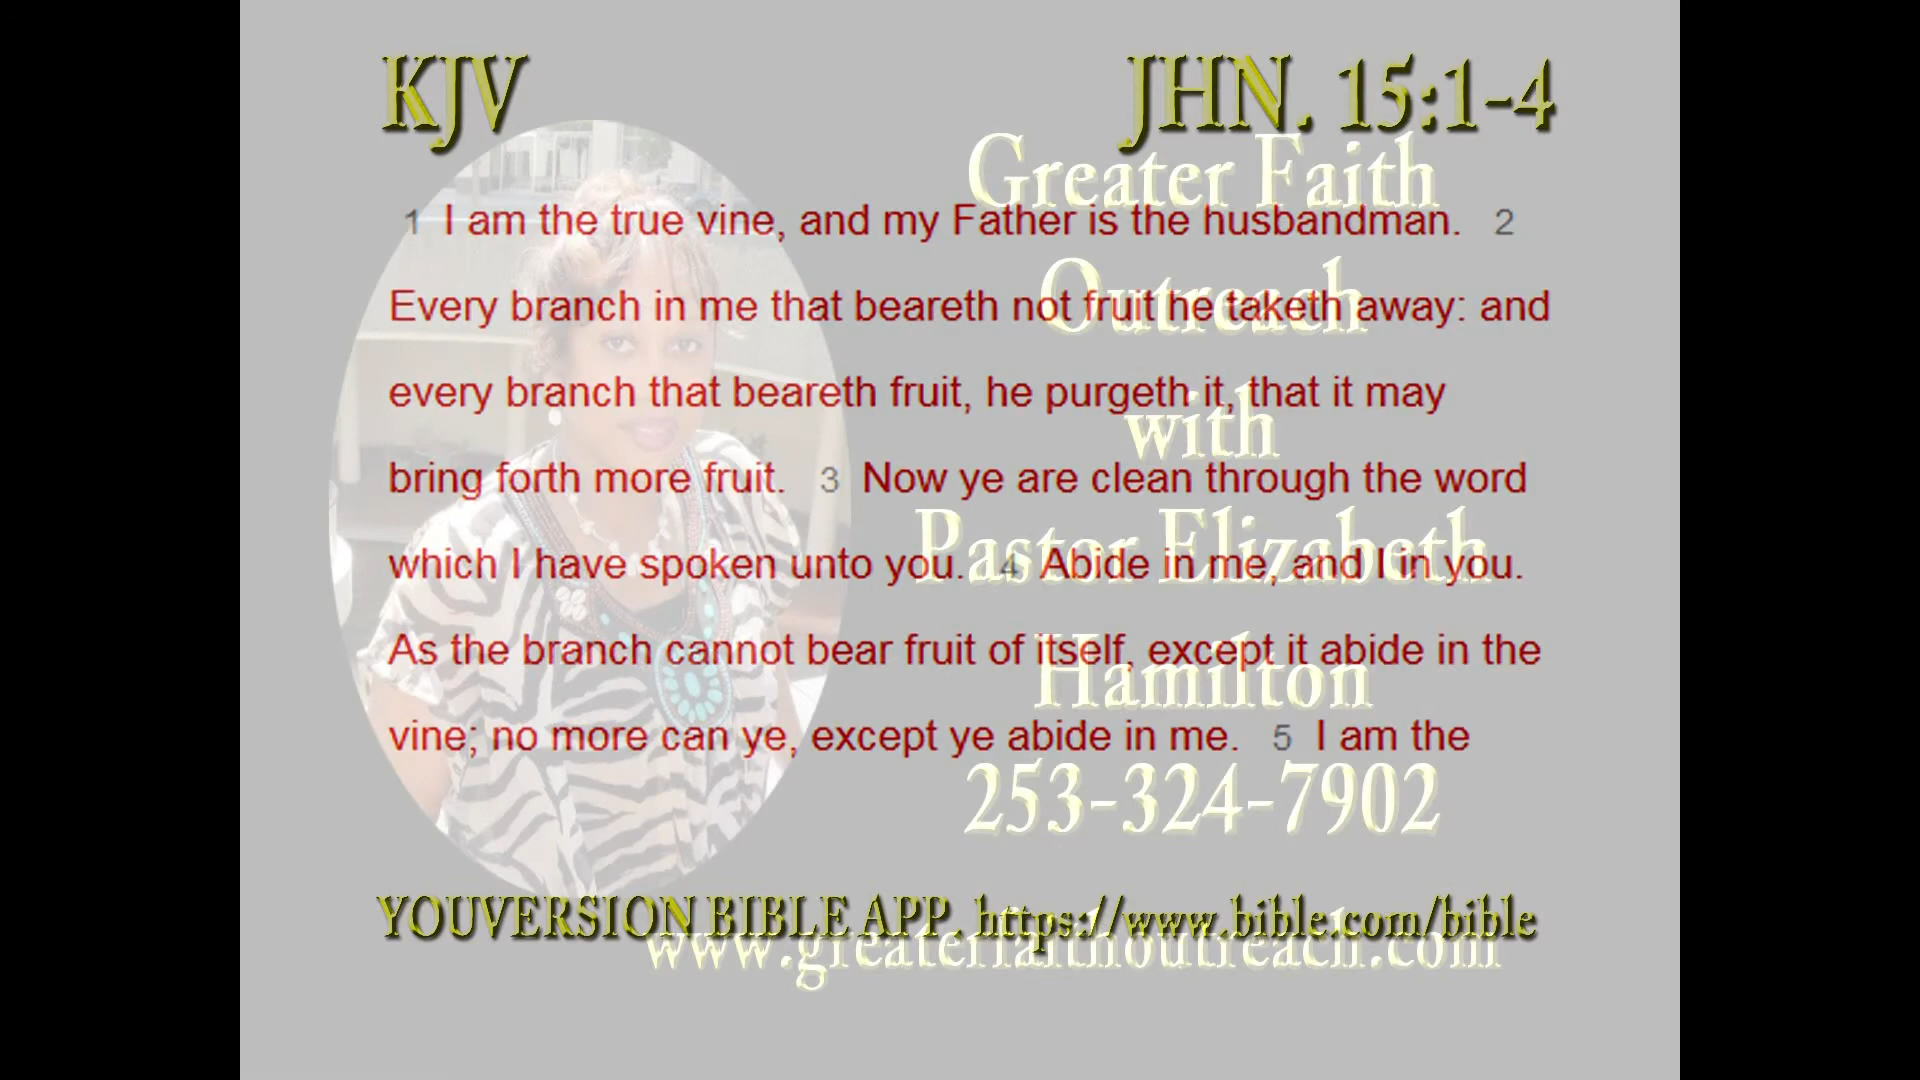 KJV
JHN. 15:1-4
Greater Faith
1 I am the true vine, and my Father is the husbandman. 2
Outreach
Every branch in me that beareth not fruit he taketh away: and
every branch that beareth fruit, he purgeth it, that it may
with
bring forth more fruit. 3 Now ye are clean through the word
Pastor Elizabeth
which I have spoken unto you. 4 Abide in me, and I in you.
As the branch cannot bear fruit of itself, except it abide in the
Hamilton
vine; no more can ye, except ye abide in me. 5 I am the
253-324-7902
YOUVERSION BIBLE APP. https://www.bible.com/bible
www.greaterfaithoutreach.com